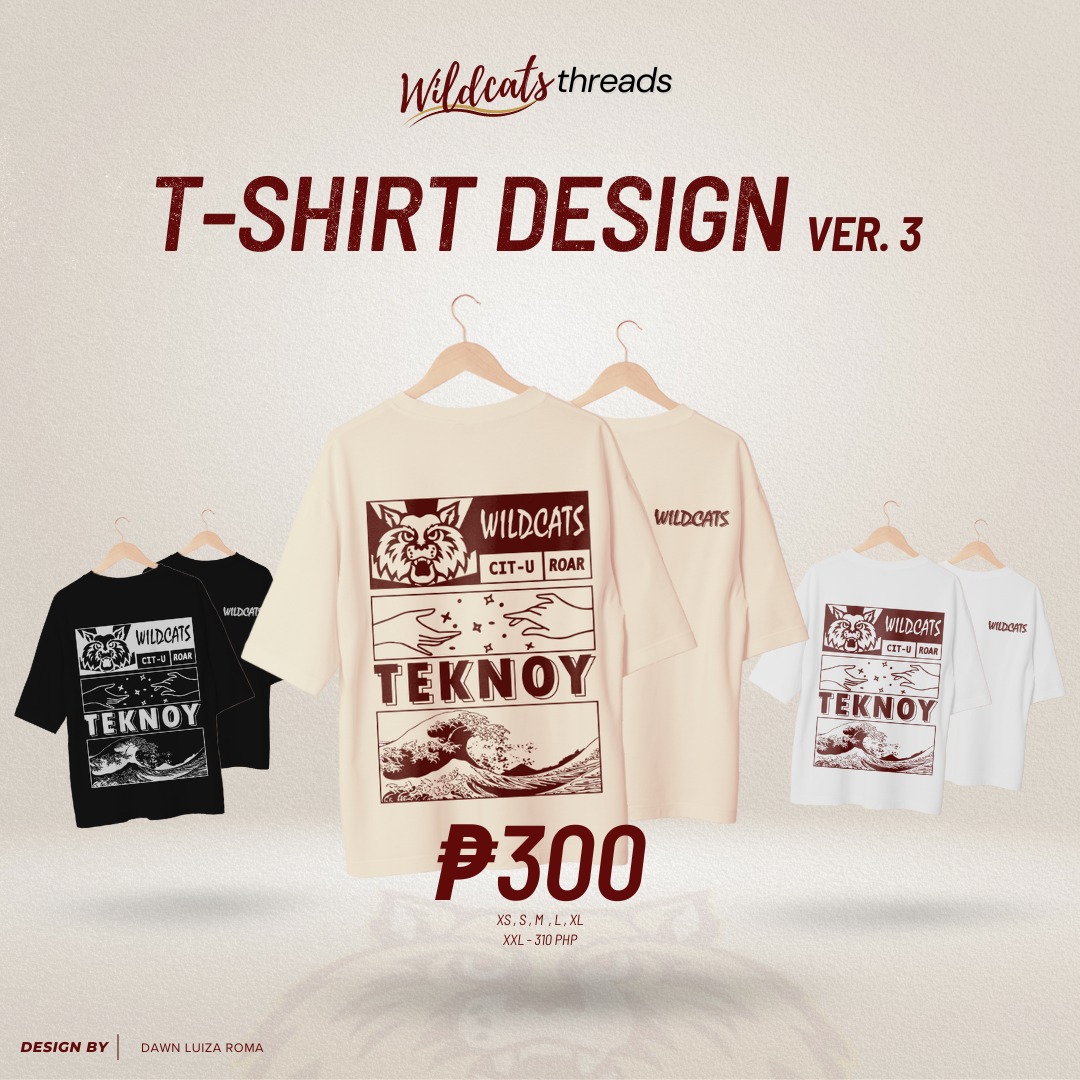 Wildcats threads
T-SHIRT DESIGN VER. 3
WILDCATS
CIT-U ROAR
TEKNOY
WILDCATS
WILDCATS
CIT-U ROAR
TEKNOY
WILDCATS
WILDCATS
CIT-U ROAR
TEKNOY
WILDCATS
₱300
XS, S, M, L, XL
XXL - 310 PHP
DESIGN BY | DAWN LUIZA ROMA